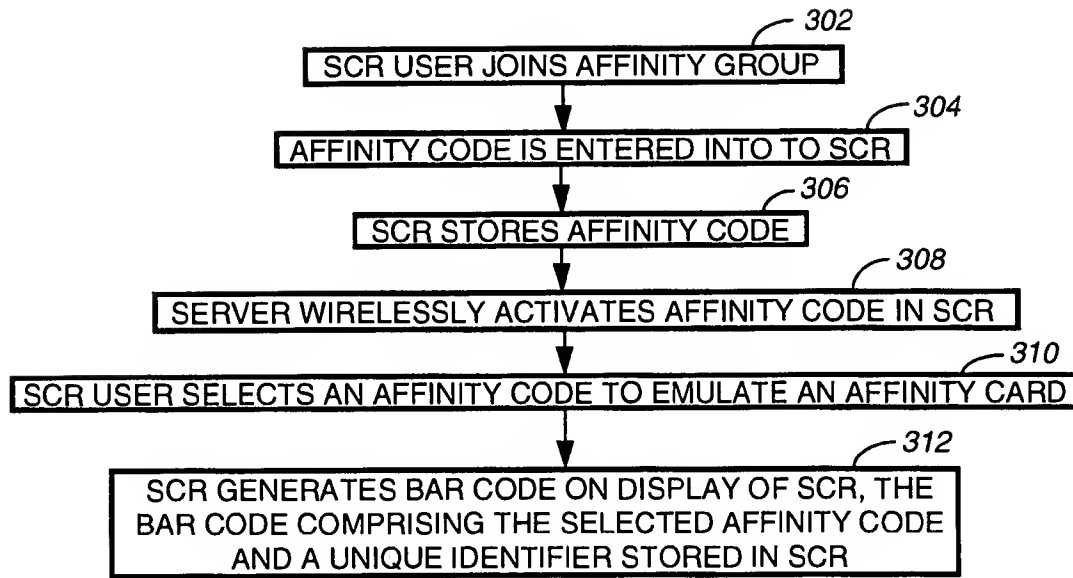 302
SCR USER JOINS AFFINITY GROUP
304
AFFINITY CODE IS ENTERED INTO TO SCR
306
SCR STORES AFFINITY CODE
308
SERVER WIRELESSLY ACTIVATES AFFINITY CODE IN SCR
310
SCR USER SELECTS AN AFFINITY CODE TO EMULATE AN AFFINITY CARD
312
SCR GENERATES BAR CODE ON DISPLAY OF SCR, THE
BAR CODE COMPRISING THE SELECTED AFFINITY CODE
AND A UNIQUE IDENTIFIER STORED IN SCR